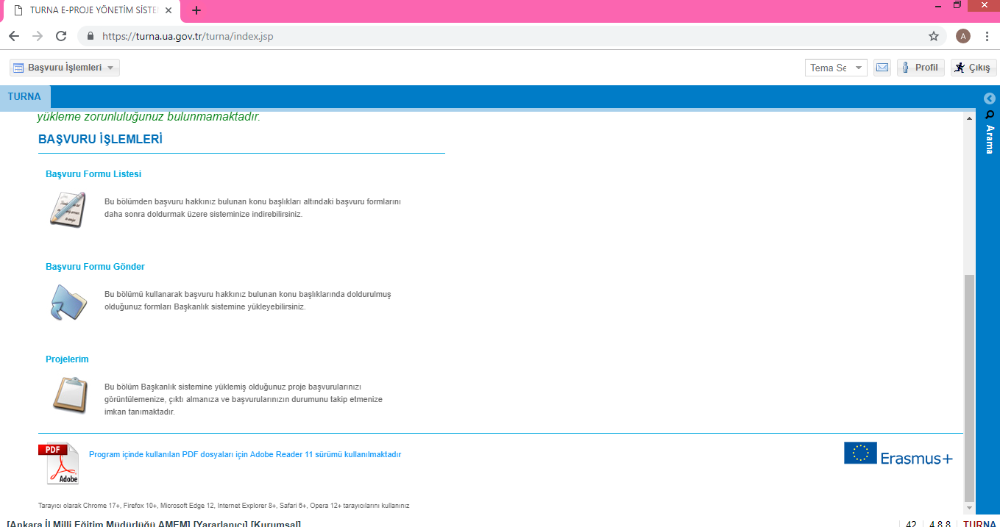 TURNA E-PROJE YÖNETİM SİSTE
https://turna.ua.gov.tr/turna/index.jsp
A
Başvuru İşlemleri
Tema Se
Profil
Çıkış
TURNA
Arama
yükleme zorunluluğunuz bulunmamaktadır.
BAŞVURU İŞLEMLERİ
Başvuru Formu Listesi
Bu bölümden başvuru hakkınız bulunan konu başlıkları altındaki başvuru formlarını
daha sonra doldurmak üzere sisteminize indirebilirsiniz.
Başvuru Formu Gönder
Bu bölümü kullanarak başvuru hakkınız bulunan konu başlıklarında doldurulmuş
olduğunuz formları Başkanlık sistemine yükleyebilirsiniz.
Projelerim
Bu bölüm Başkanlık sistemine yüklemiş olduğunuz proje başvurularınızı
görüntülemenize, çıktı almanıza ve başvurularınızın durumunu takip etmenize
imkan tanımaktadır.
PDF
Adobe
Program içinde kullanılan PDF dosyaları için Adobe Reader 11 sürümü kullanılmaktadır
Erasmus+
Tarayıcı olarak Chrome 17+, Firefox 10+, Microsoft Edge 12, Internet Explorer 8+, Safari 6+, Opera 12+ tarayıcılarını kullanınız
[Ankara İl Milli Eğitim Müdürlüğü AMEM] [Yararlanıcı] [Kurumsal]
42 4.8.8 TURNA